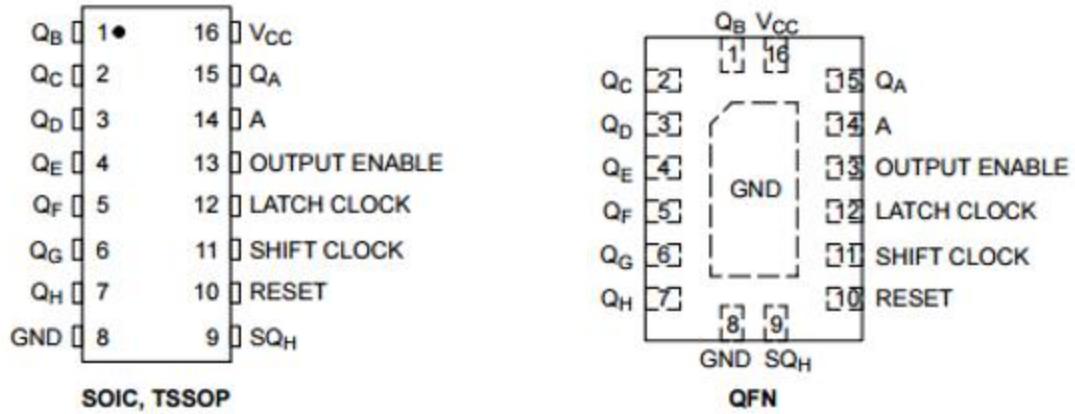 QB 1 16 VCC
QC 2 15 QA
QD 3 14 A
QE 4 13 OUTPUT ENABLE
QF 5 12 LATCH CLOCK
QG 6 11 SHIFT CLOCK
QH 7 10 RESET
GND 8 9 SQH
SOIC, TSSOP
QB VCC
1 16
QC 2 15 QA
QD 3 14 A
QE 4 13 OUTPUT ENABLE
GND
QF 5 12 LATCH CLOCK
QG 6 11 SHIFT CLOCK
QH 7 10 RESET
8 9
GND SQH
QFN